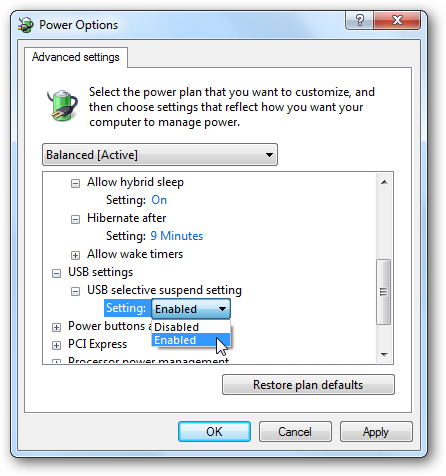 Power Options
Advanced settings
Select the power plan that you want to customize, and
then choose settings that reflect how you want your
computer to manage power.
Balanced [Active]
Allow hybrid sleep
Setting: On
Hibernate after
Setting: 9 Minutes
Allow wake timers
USB settings
USB selective suspend setting
Setting: Enabled
Disabled
Enabled
Power buttons a
PCI Express
Processor power management
Restore plan defaults
OK
Cancel
Apply